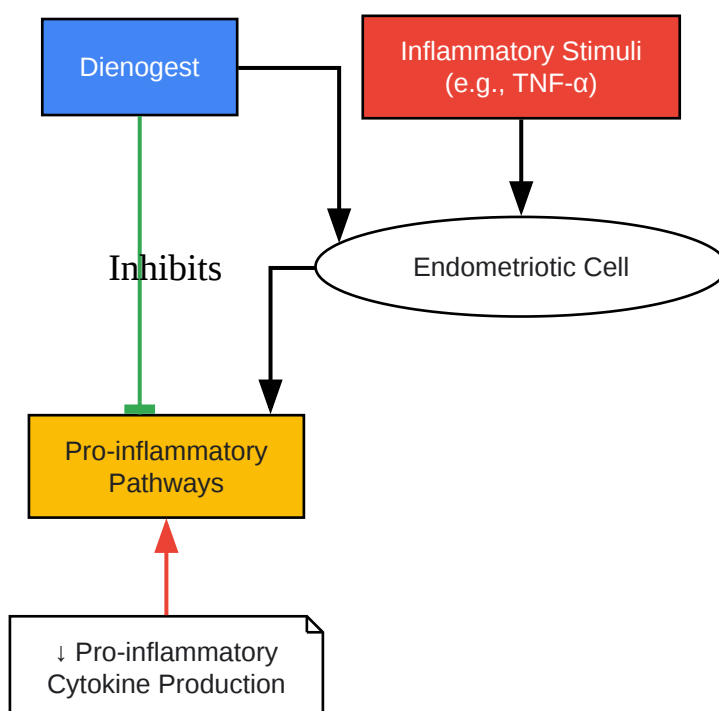 Dienogest
Inflammatory Stimuli
(e.g., TNF-α)
Inhibits
Endometriotic Cell
Pro-inflammatory
Pathways
↓ Pro-inflammatory
Cytokine Production